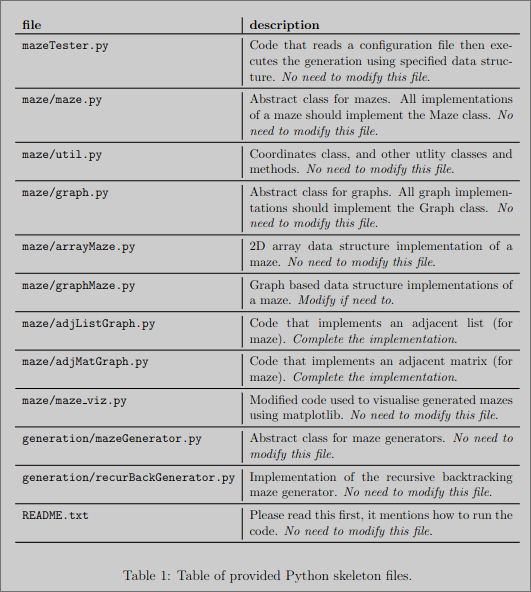 file description
mazeTester.py Code that reads a configuration file then exe-
cutes the generation using specified data struc-
ture. No need to modify this file.
maze/maze.py Abstract class for mazes. All implementations
of a maze should implement the Maze class. No
need to modify this file.
maze/util.py Coordinates class, and other utlity classes and
methods. No need to modify this file.
maze/graph.py Abstract class for graphs. All graph implemen-
tations should implement the Graph class. No
need to modify this file.
maze/arrayMaze.py 2D array data structure implementation of a
maze. No need to modify this file.
maze/graphMaze.py Graph based data structure implementations of
a maze. Modify if need to.
maze/adjListGraph.py Code that implements an adjacent list (for
maze). Complete the implementation.
maze/adjMatGraph.py Code that implements an adjacent matrix (for
maze). Complete the implementation.
maze/maze_viz.py Modified code used to visualise generated mazes
using matplotlib. No need to modify this file.
generation/mazeGenerator.py Abstract class for maze generators. No need to
modify this file.
generation/recurBackGenerator.py Implementation of the recursive backtracking
maze generator. No need to modify this file.
README.txt Please read this first, it mentions how to run the
code. No need to modify this file.
Table 1: Table of provided Python skeleton files.